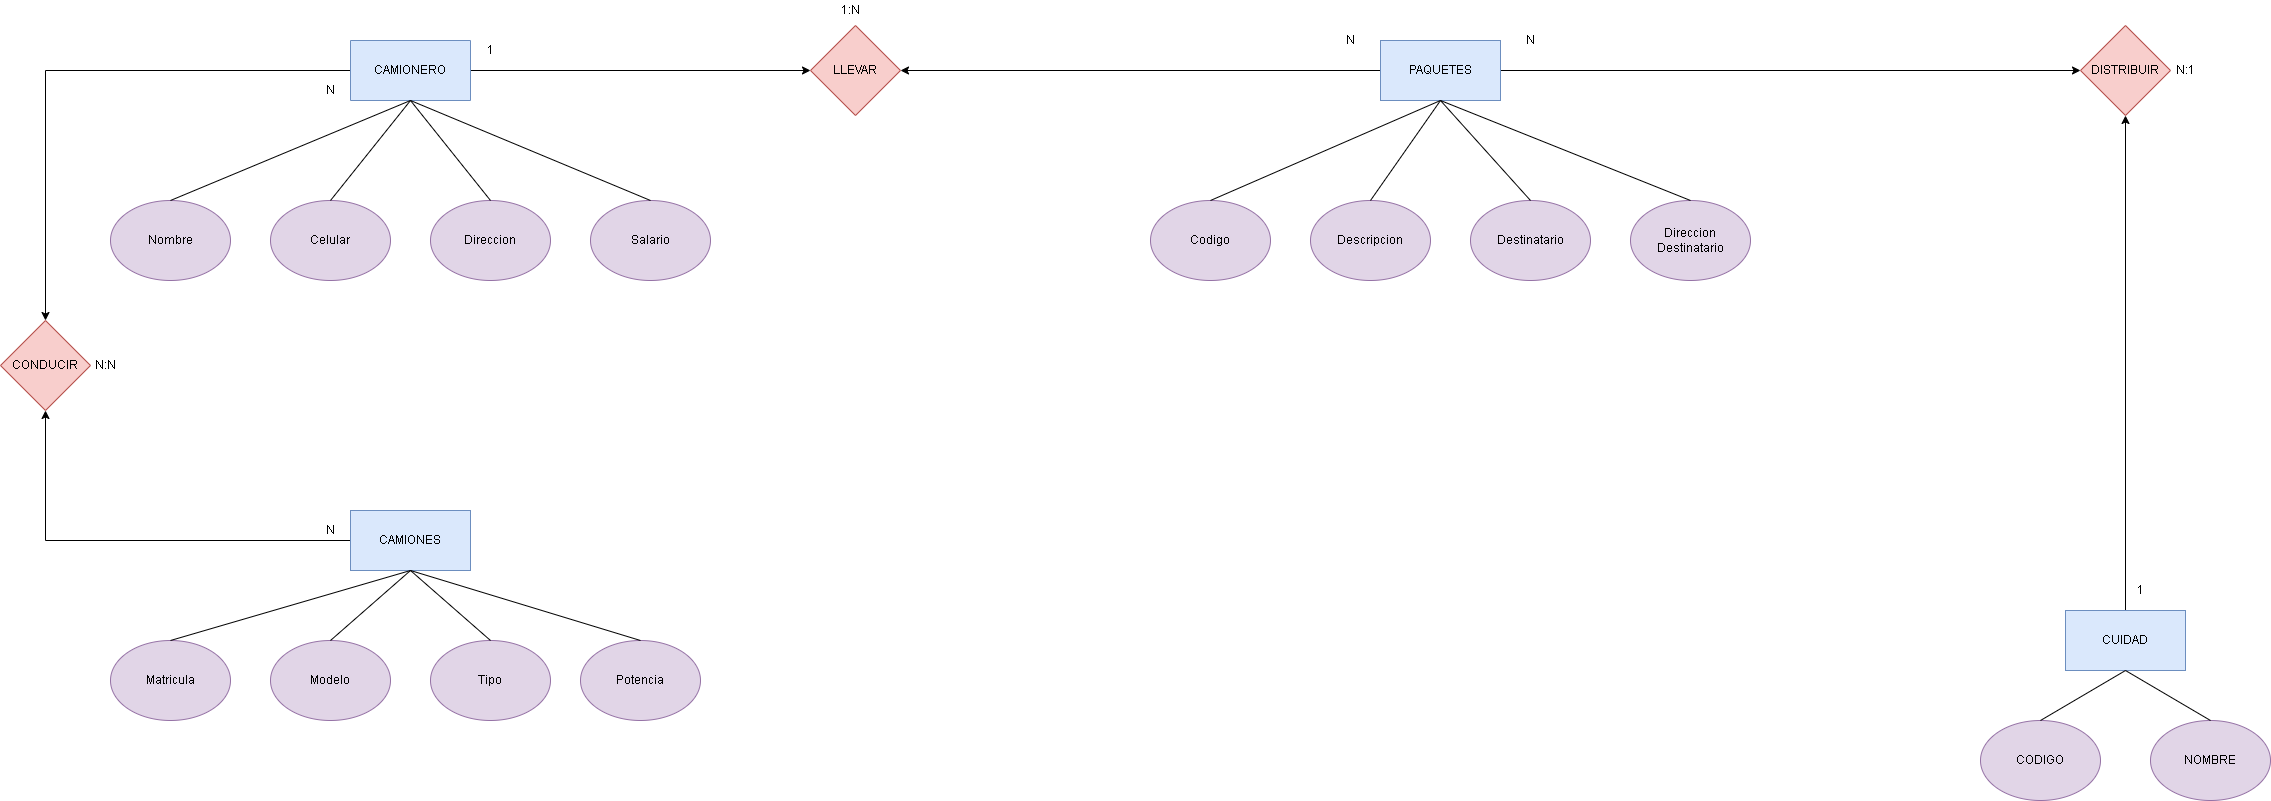 1:N
1
N
N
CAMIONERO
LLEVAR
PAQUETES
DISTRIBUIR
N:1
N
Nombre
Celular
Direccion
Salario
Codigo
Descripcion
Destinatario
Direccion
Destinatario
CONDUCIR
N:N
N
CAMIONES
1
CUIDAD
Matricula
Modelo
Tipo
Potencia
CODIGO
NOMBRE